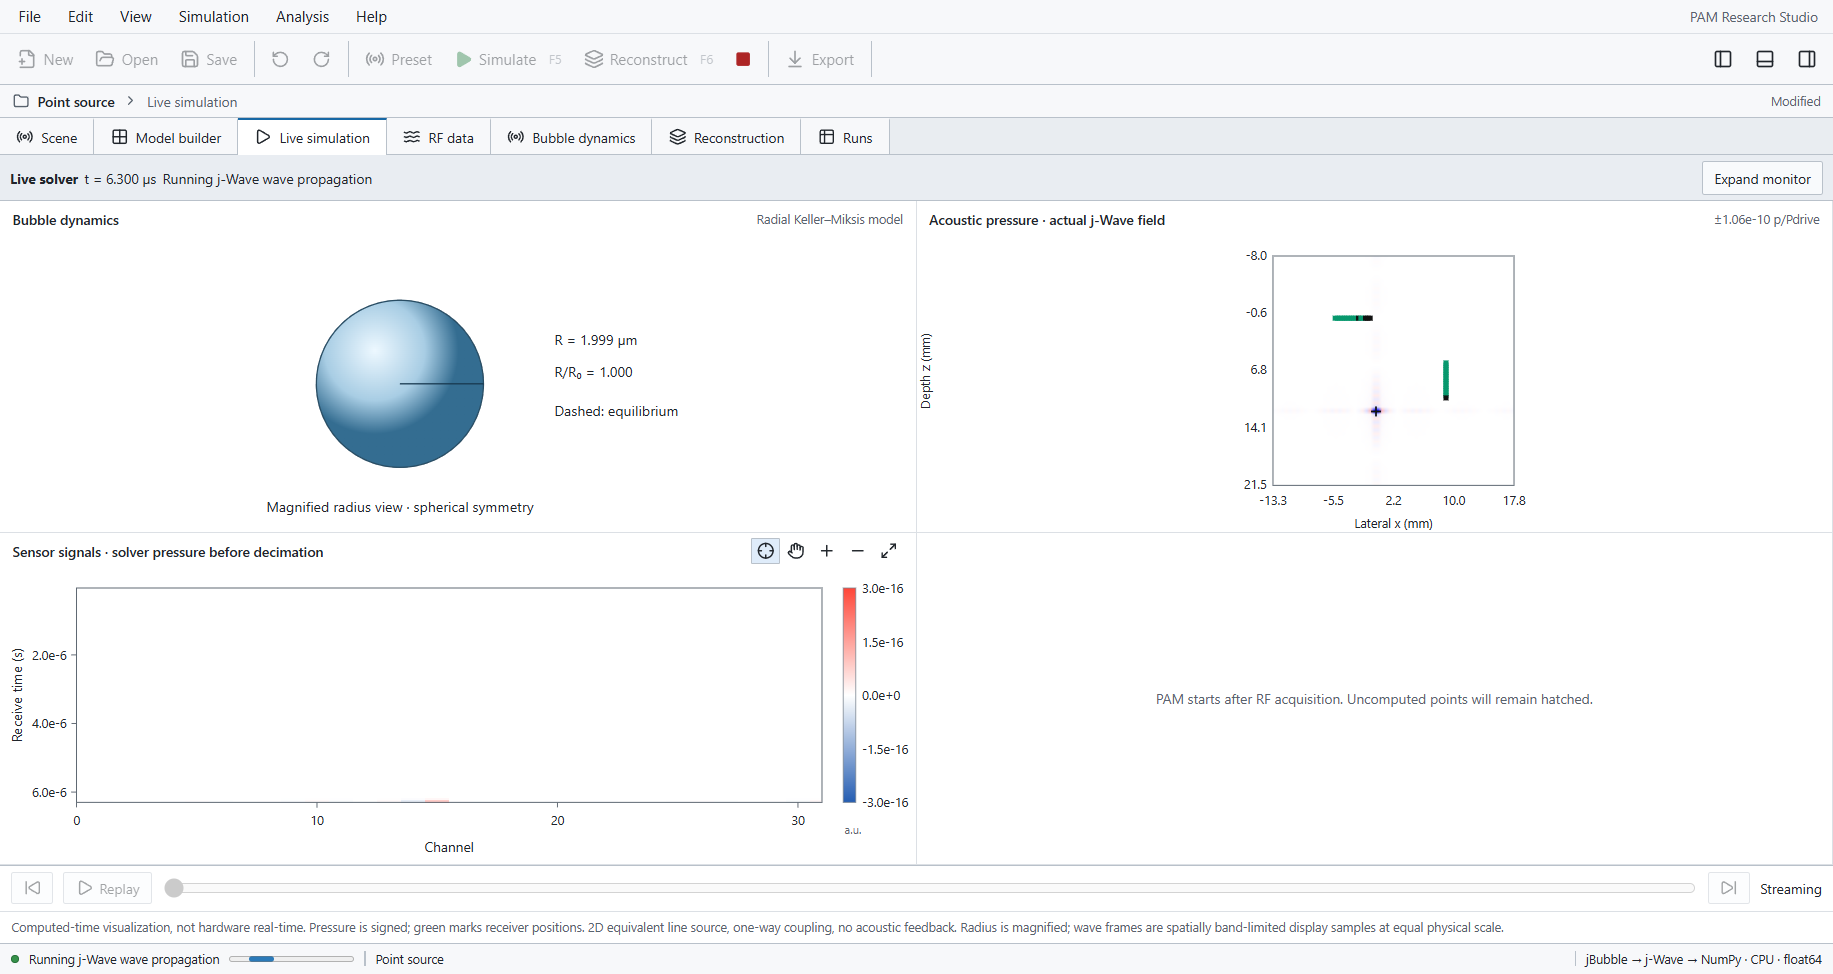 File Edit View Simulation Analysis Help PAM Research Studio
New Open Save Preset Simulate F5 Reconstruct F6 Export
Point source > Live simulation Modified
Scene Model builder Live simulation RF data Bubble dynamics Reconstruction Runs
Live solver t = 6.300 µs Running j-Wave wave propagation Expand monitor
Bubble dynamics Radial Keller–Miksis model
R = 1.999 µm
R/R₀ = 1.000
Dashed: equilibrium
Magnified radius view · spherical symmetry
Acoustic pressure · actual j-Wave field ±1.06e-10 p/Pdrive
Depth z (mm)
-8.0
-0.6
6.8
14.1
21.5
-13.3 -5.5 2.2 10.0 17.8
Lateral x (mm)
Sensor signals · solver pressure before decimation
Receive time (s)
2.0e-6
4.0e-6
6.0e-6
0 10 20 30
Channel
3.0e-16
1.5e-16
0.0e+0
-1.5e-16
-3.0e-16
a.u.
PAM starts after RF acquisition. Uncomputed points will remain hatched.
Replay Streaming
Computed-time visualization, not hardware real-time. Pressure is signed; green marks receiver positions. 2D equivalent line source, one-way coupling, no acoustic feedback. Radius is magnified; wave frames are spatially band-limited display samples at equal physical scale.
Running j-Wave wave propagation Point source jBubble → j-Wave → NumPy · CPU · float64